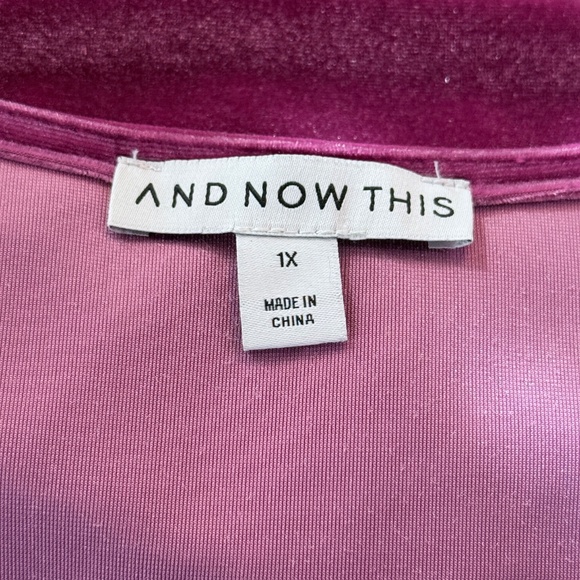 AND NOW THIS
1X
MADE IN
CHINA